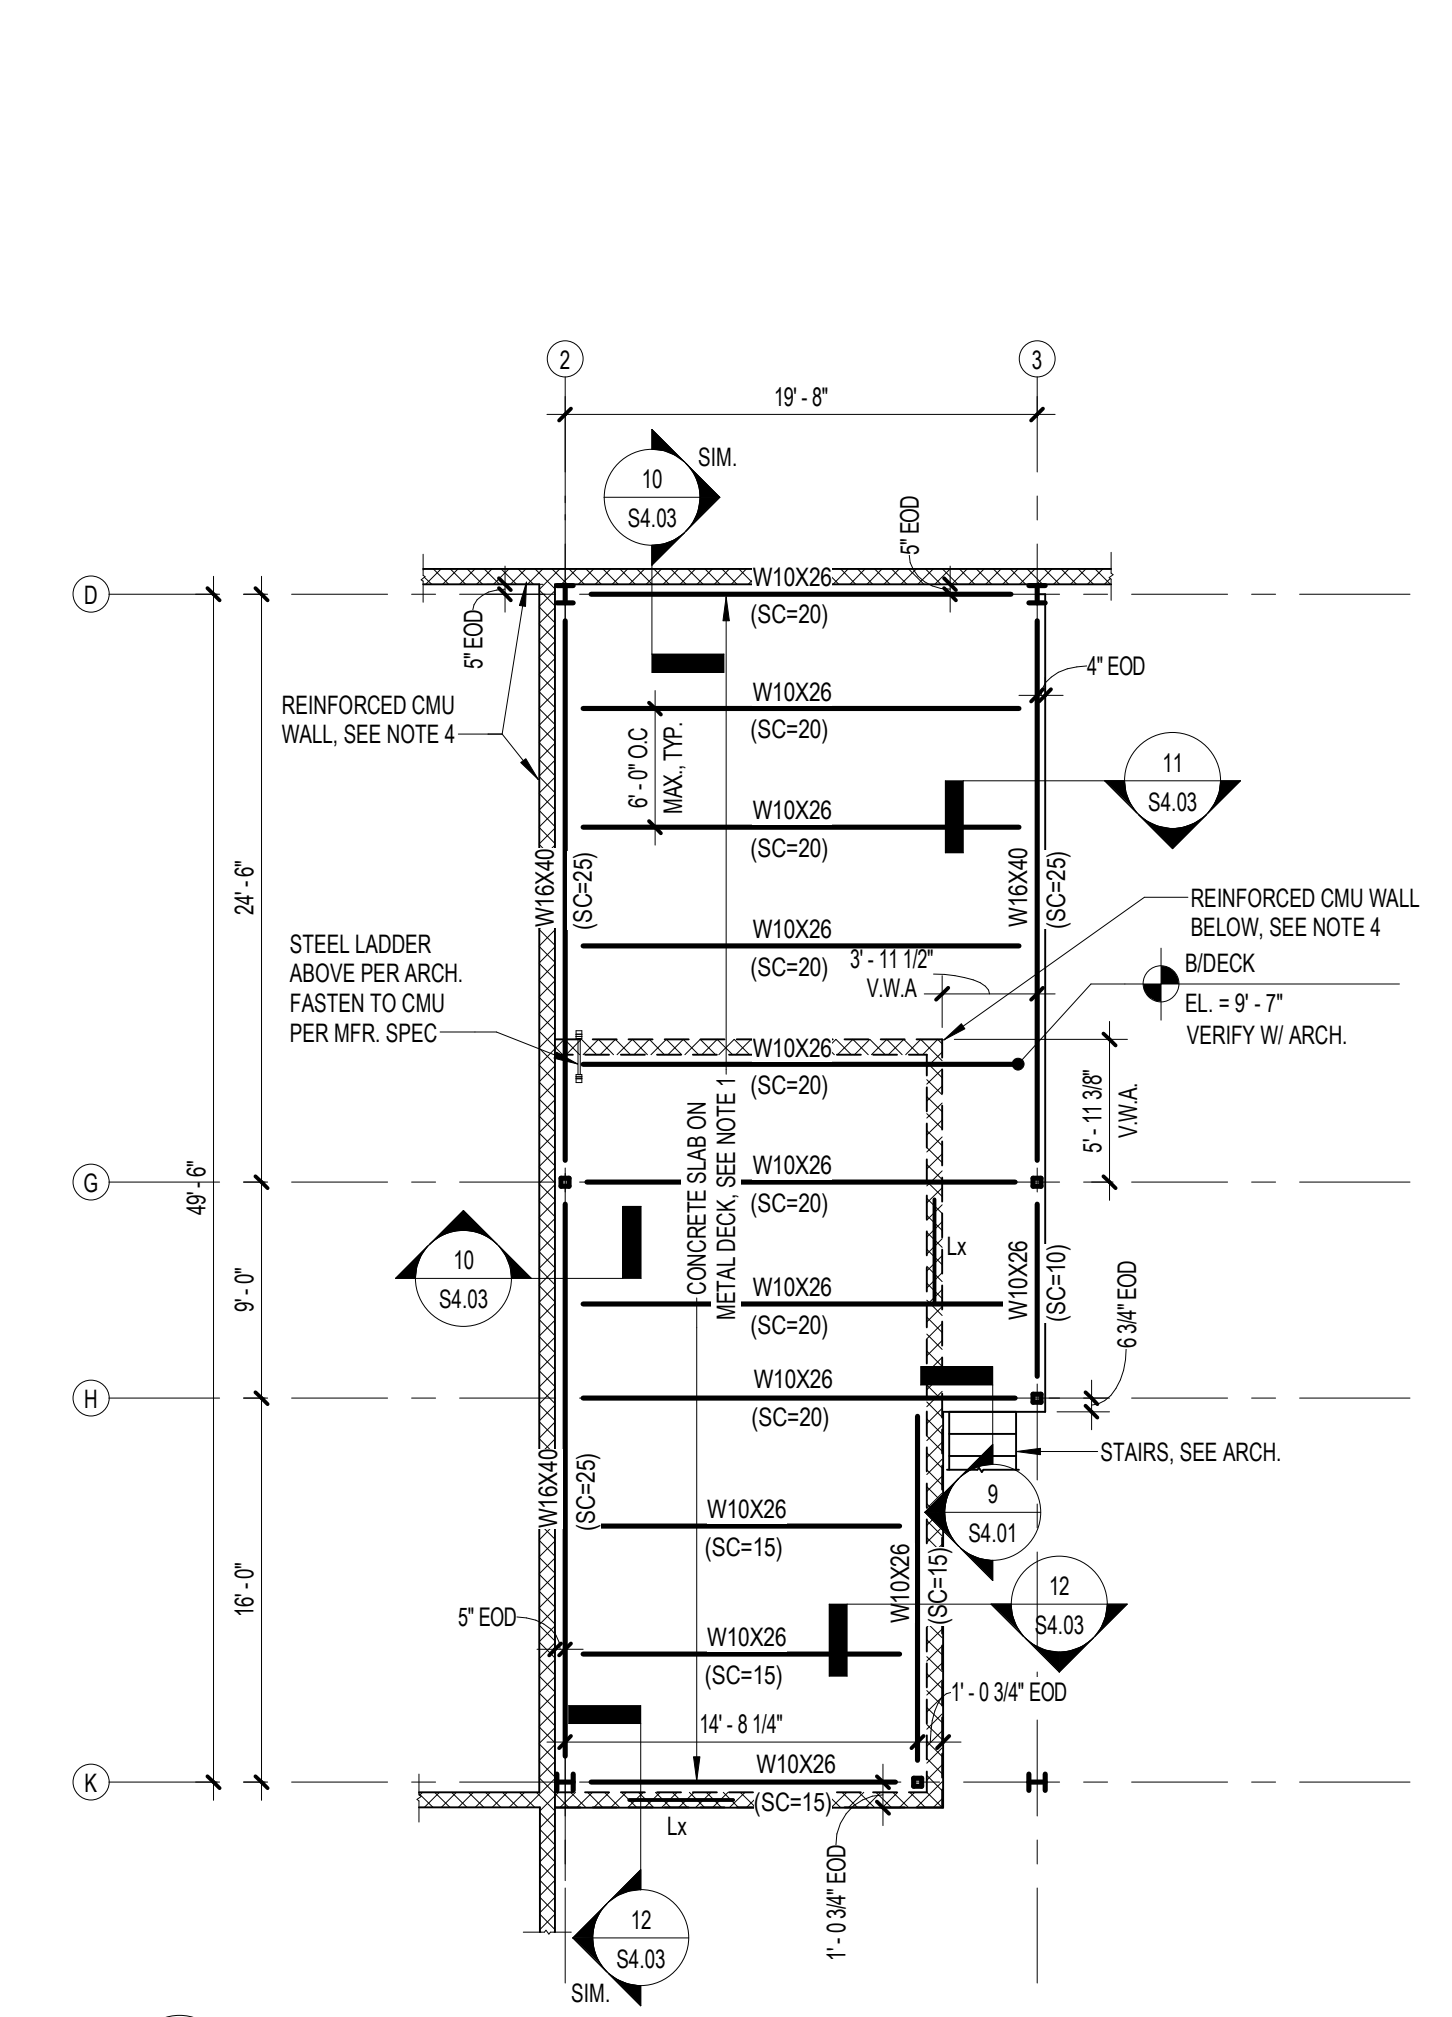 2
3
19' - 8"
10
S4.03
SIM.
5" EOD
D
W10X26
(SC=20)
5" EOD
4" EOD
REINFORCED CMU
WALL, SEE NOTE 4
W10X26
(SC=20)
6' - 0" O.C
MAX., TYP.
11
S4.03
W10X26
(SC=20)
24' - 6"
W16X40
(SC=25)
W16X40
(SC=25)
REINFORCED CMU WALL
BELOW, SEE NOTE 4
STEEL LADDER
ABOVE PER ARCH.
FASTEN TO CMU
PER MFR. SPEC
W10X26
(SC=20)
3' - 11 1/2"
V.W.A
B/DECK
EL. = 9' - 7"
VERIFY W/ ARCH.
W10X26
(SC=20)
5' - 11 3/8"
V.W.A.
CONCRETE SLAB ON
METAL DECK, SEE NOTE 1
G
49' - 6"
W10X26
(SC=20)
10
S4.03
Lx
9' - 0"
W10X26
(SC=20)
W10X26
(SC=10)
6 3/4" EOD
H
W10X26
(SC=20)
STAIRS, SEE ARCH.
W16X40
(SC=25)
9
S4.01
W10X26
(SC=15)
16' - 0"
W10X26
(SC=15)
12
S4.03
5" EOD
W10X26
(SC=15)
1' - 0 3/4" EOD
14' - 8 1/4"
K
W10X26
(SC=15)
Lx
1' - 0 3/4" EOD
12
S4.03
SIM.